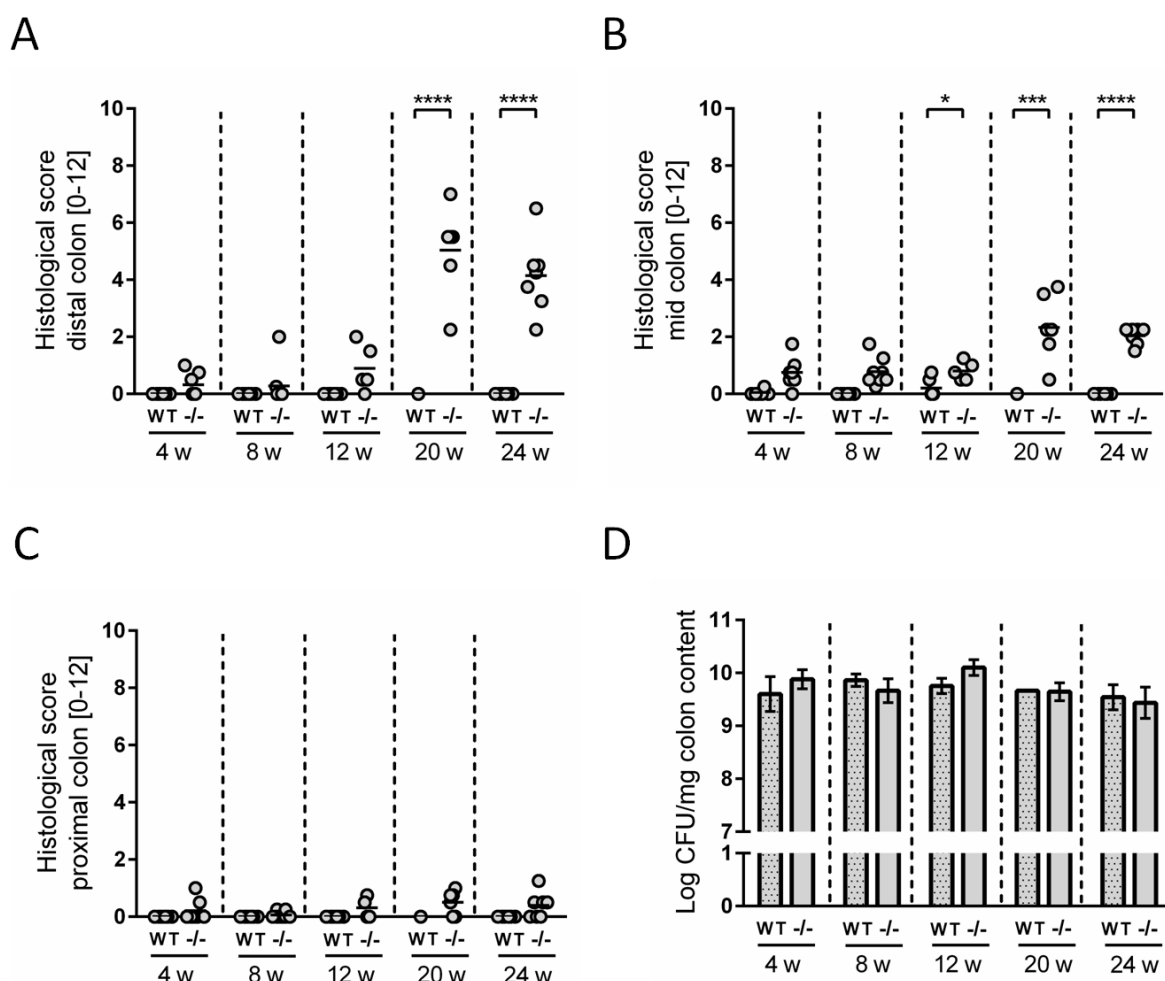 A
Histological score
distal colon [0-12]
10
8
6
4
2
0
**** ****
WT -/- WT -/- WT -/- WT -/- WT -/-
4 w 8 w 12 w 20 w 24 w
B
Histological score
mid colon [0-12]
10
8
6
4
2
0
* *** ****
WT -/- WT -/- WT -/- WT -/- WT -/-
4 w 8 w 12 w 20 w 24 w
C
Histological score
proximal colon [0-12]
10
8
6
4
2
0
WT -/- WT -/- WT -/- WT -/- WT -/-
4 w 8 w 12 w 20 w 24 w
D
Log CFU/mg colon content
11
10
9
8
7
1
0
WT -/- WT -/- WT -/- WT -/- WT -/-
4 w 8 w 12 w 20 w 24 w